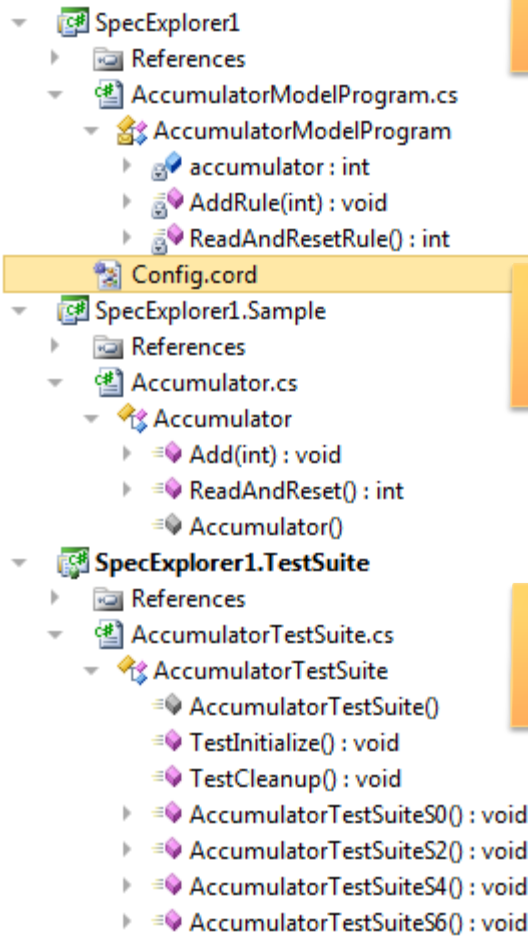 SpecExplorer1
References
AccumulatorModelProgram.cs
AccumulatorModelProgram
accumulator : int
AddRule(int) : void
ReadAndResetRule() : int
Config.cord
SpecExplorer1.Sample
References
Accumulator.cs
Accumulator
Add(int) : void
ReadAndReset() : int
Accumulator()
SpecExplorer1.TestSuite
References
AccumulatorTestSuite.cs
AccumulatorTestSuite
AccumulatorTestSuite()
TestInitialize() : void
TestCleanup() : void
AccumulatorTestSuiteS0() : void
AccumulatorTestSuiteS2() : void
AccumulatorTestSuiteS4() : void
AccumulatorTestSuiteS6() : void